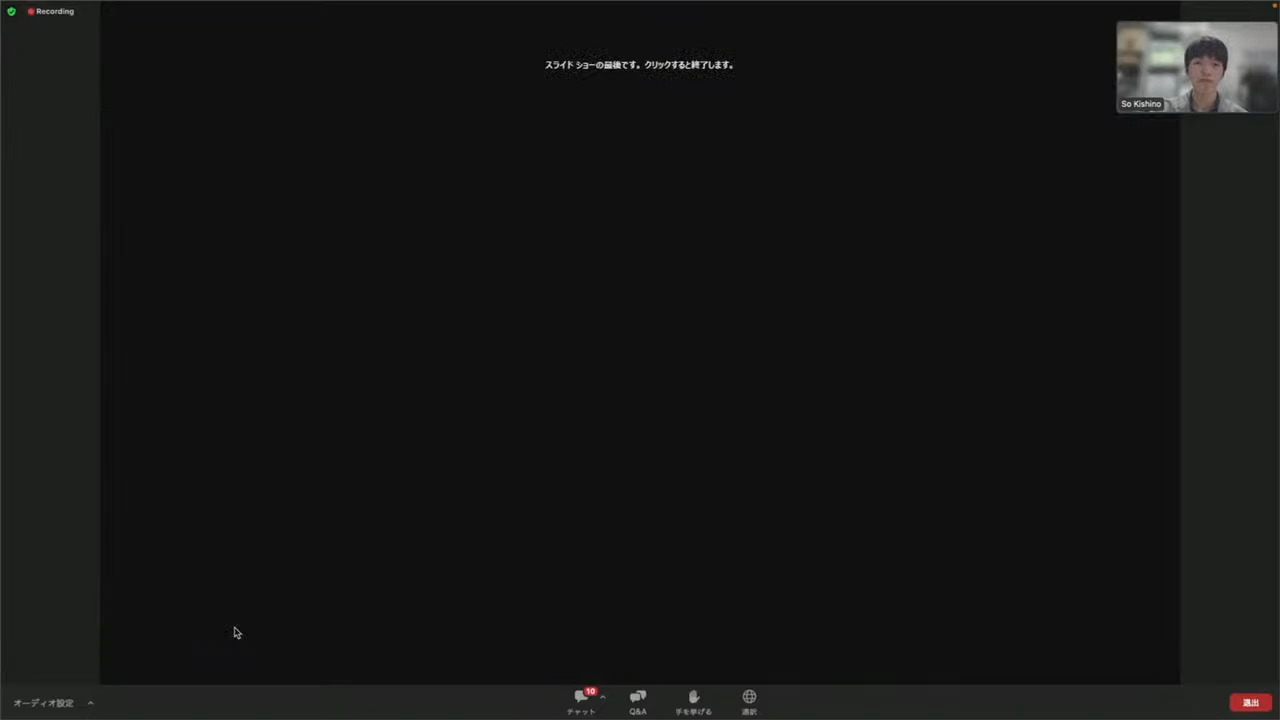 Recording
スライド ショーの最後です。クリックすると終了します。
So Kishino
オーディオ設定
10
チャット
Q&A
手を挙げる
通訳
退出